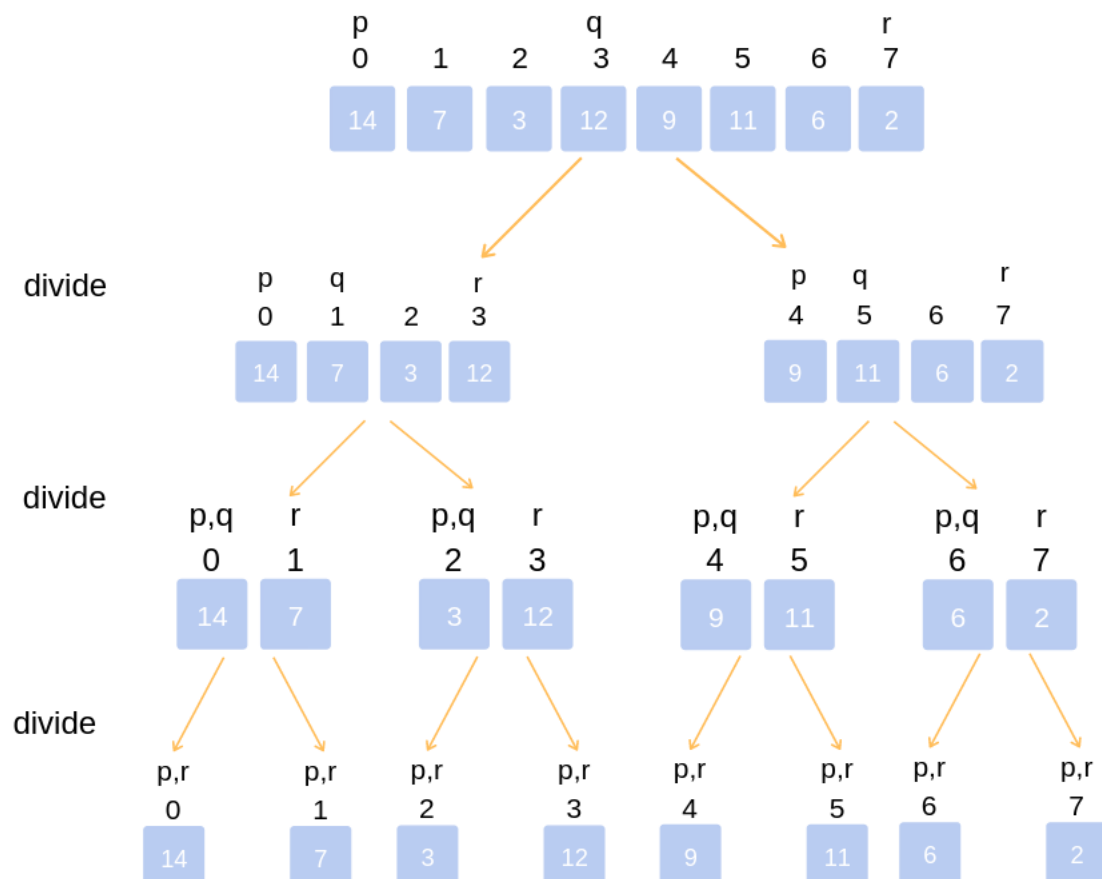 p q r
0 1 2 3 4 5 6 7
14 7 3 12 9 11 6 2
divide
p q r p q r
0 1 2 3 4 5 6 7
14 7 3 12 9 11 6 2
divide
p,q r p,q r p,q r p,q r
0 1 2 3 4 5 6 7
14 7 3 12 9 11 6 2
divide
p,r p,r p,r p,r p,r p,r p,r p,r
0 1 2 3 4 5 6 7
14 7 3 12 9 11 6 2